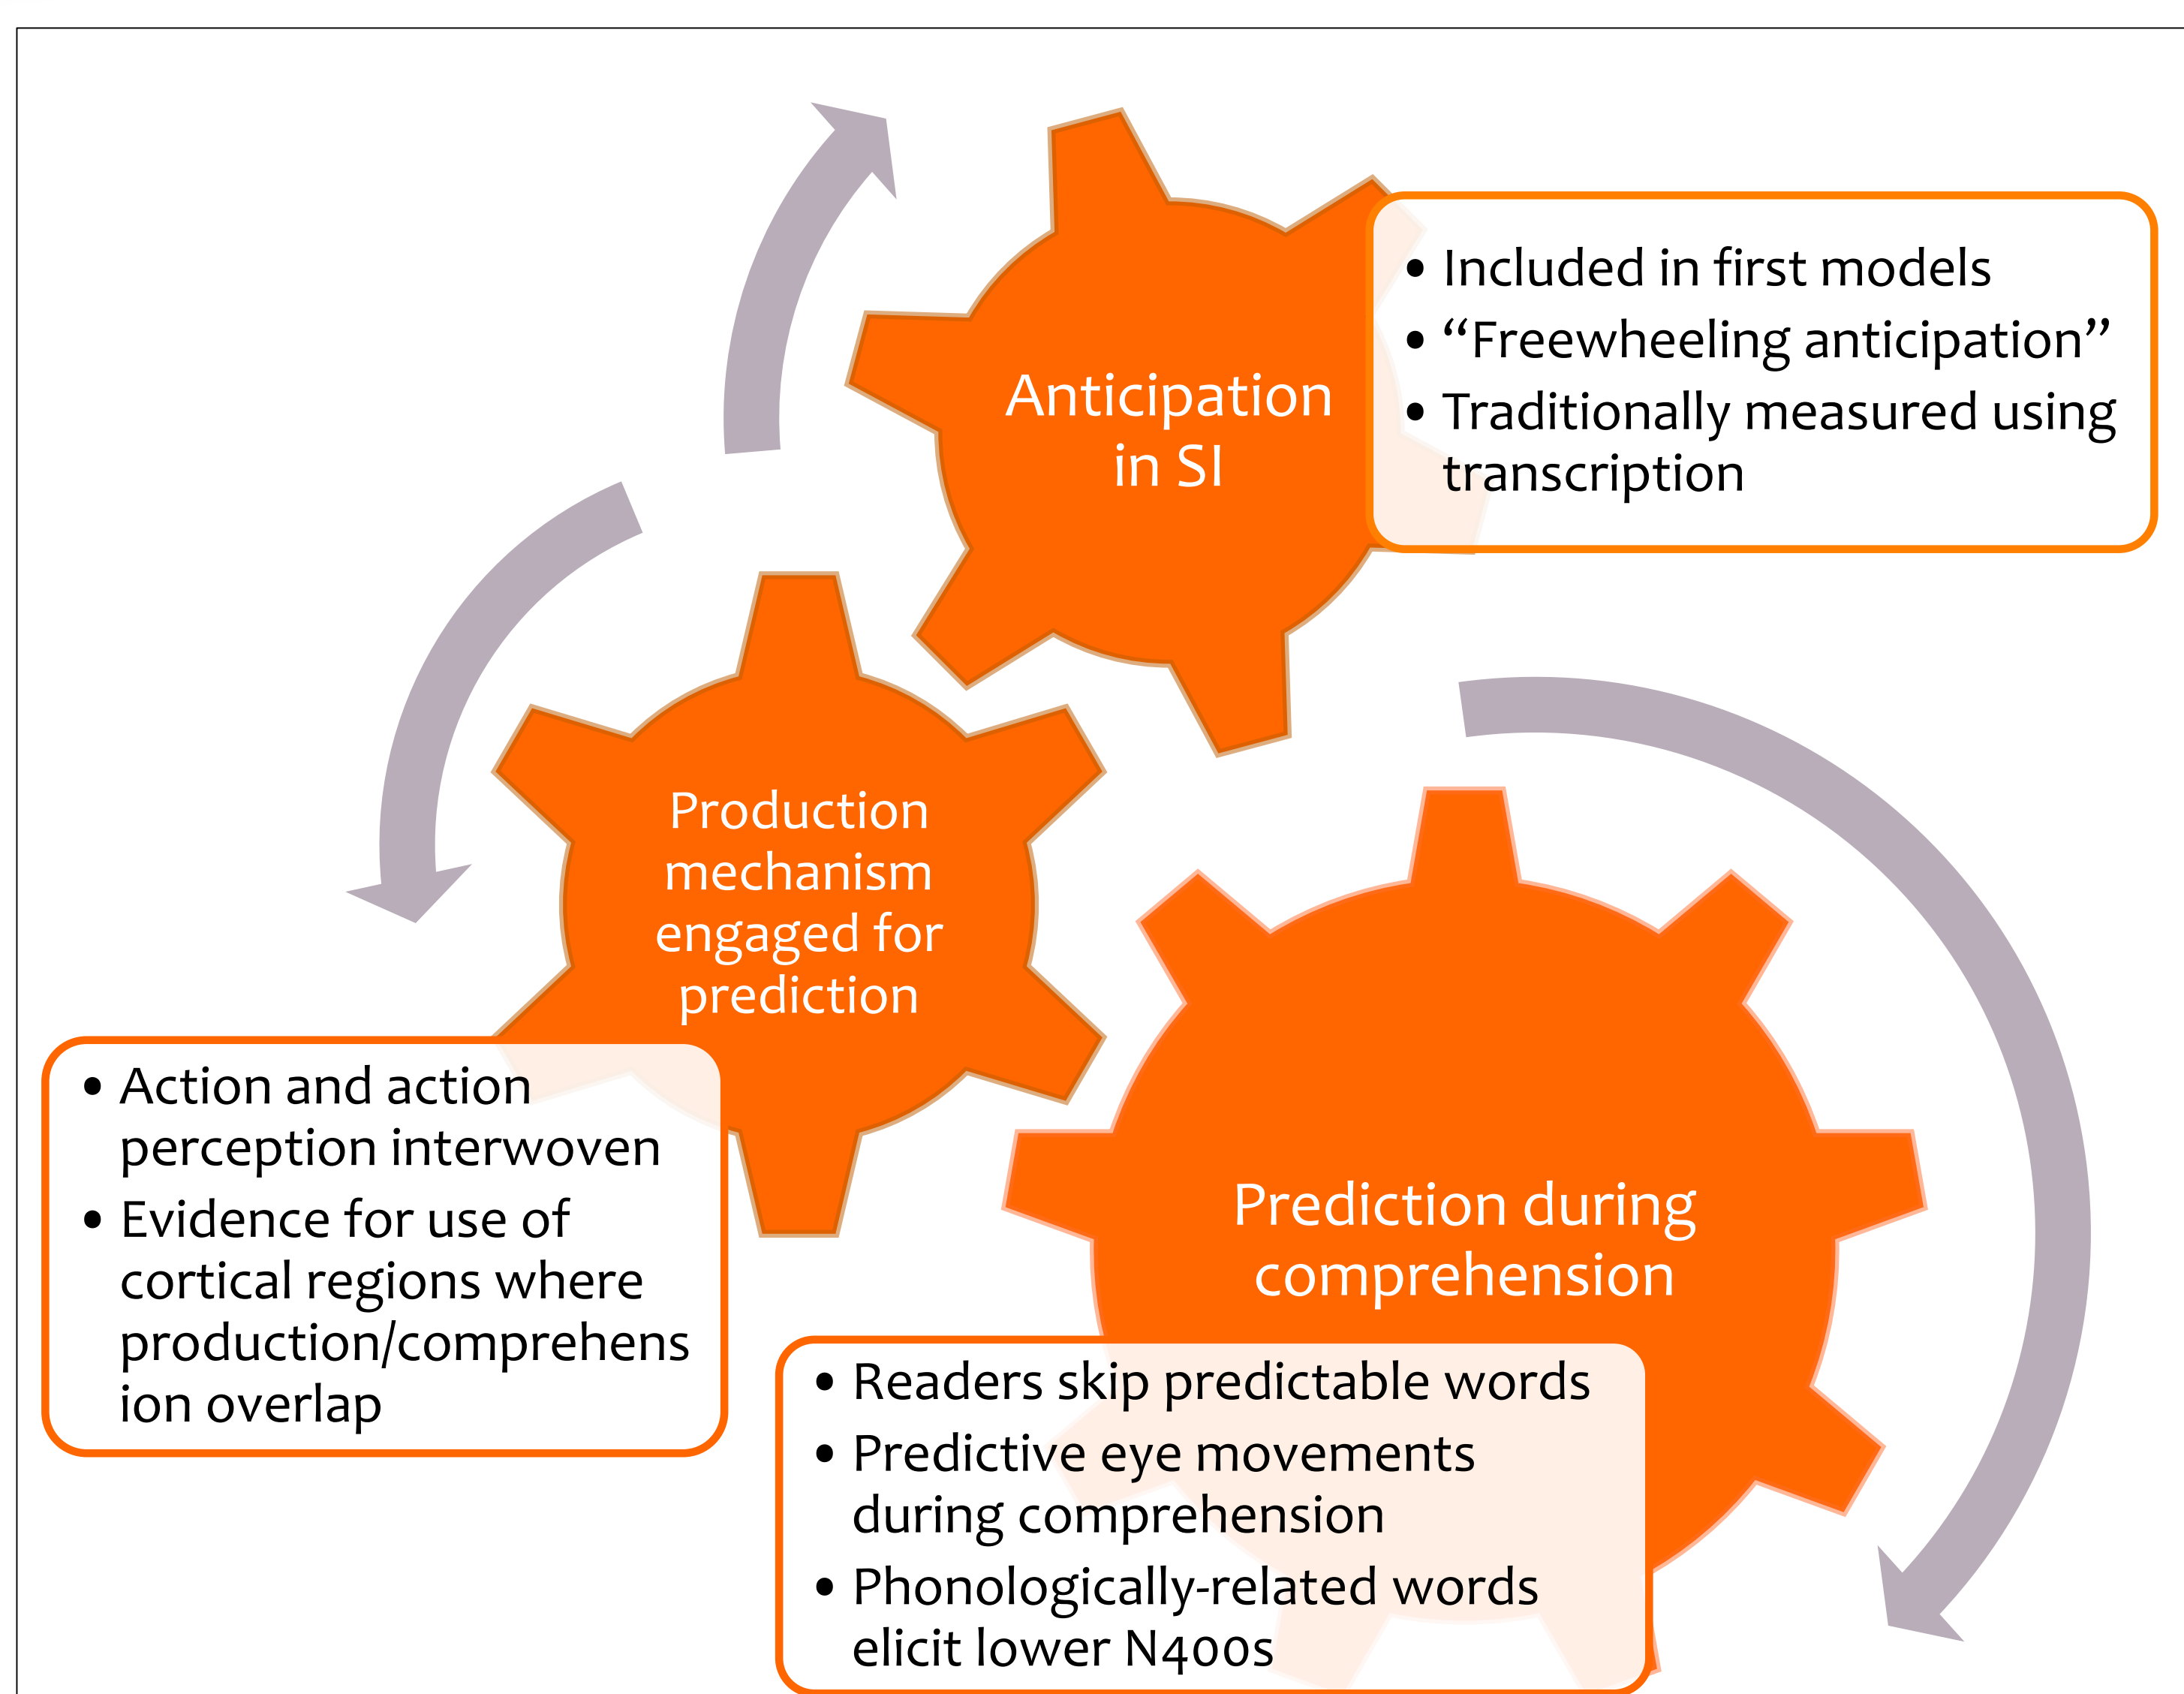 Anticipation
in SI
• Included in first models
• “Freewheeling anticipation”
• Traditionally measured using
transcription
Production
mechanism
engaged for
prediction
• Action and action
perception interwoven
• Evidence for use of
cortical regions where
production/comprehens
ion overlap
Prediction during
comprehension
• Readers skip predictable words
• Predictive eye movements
during comprehension
• Phonologically-related words
elicit lower N400s